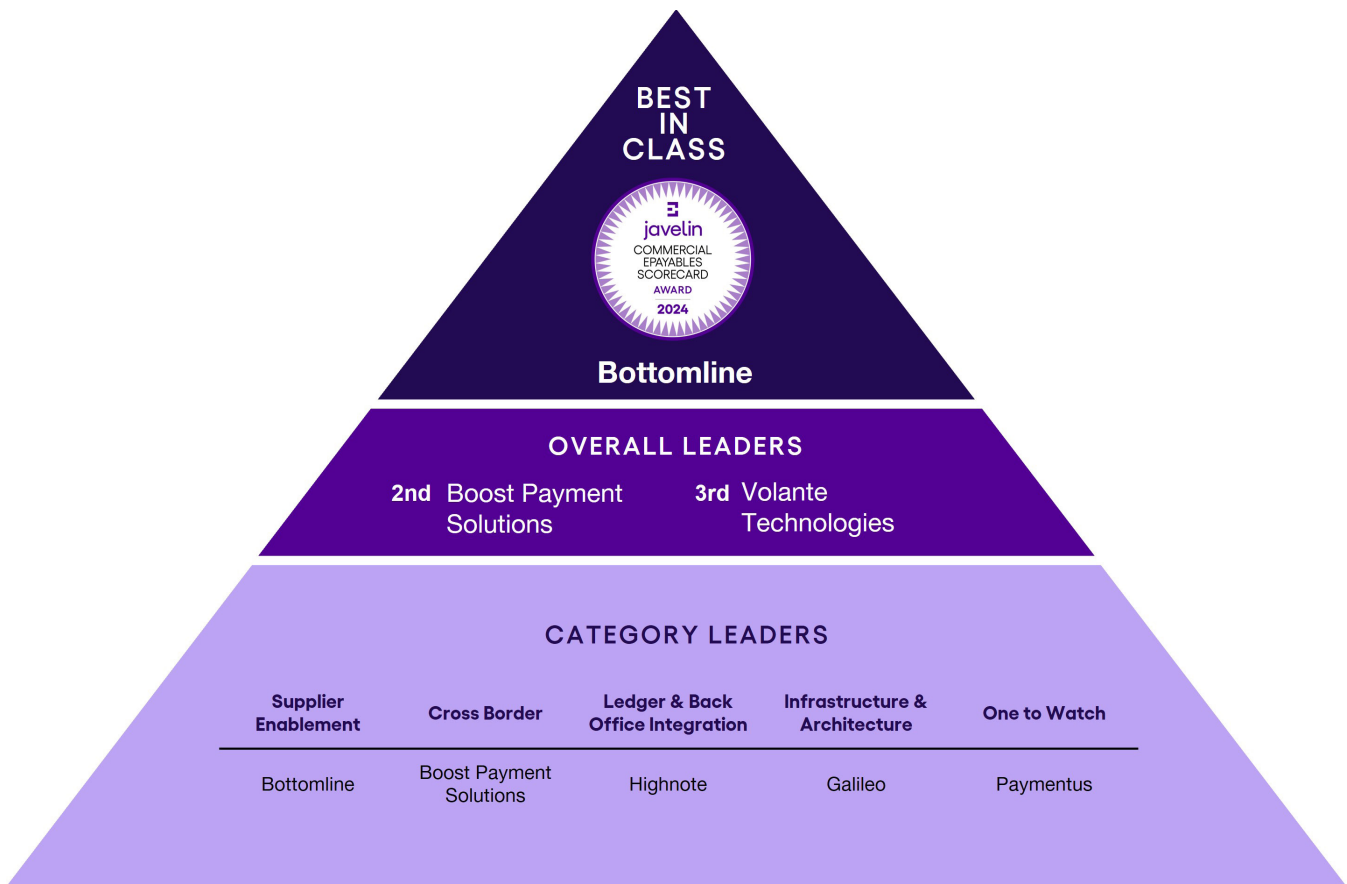 BEST
IN
CLASS
javelin
COMMERCIAL
EPAYABLES
SCORECARD
AWARD
2024
Bottomline
OVERALL LEADERS
2nd Boost Payment
Solutions
3rd Volante
Technologies
CATEGORY LEADERS
Supplier
Enablement
Cross Border
Ledger & Back
Office Integration
Infrastructure &
Architecture
One to Watch
Bottomline
Boost Payment
Solutions
Highnote
Galileo
Paymentus